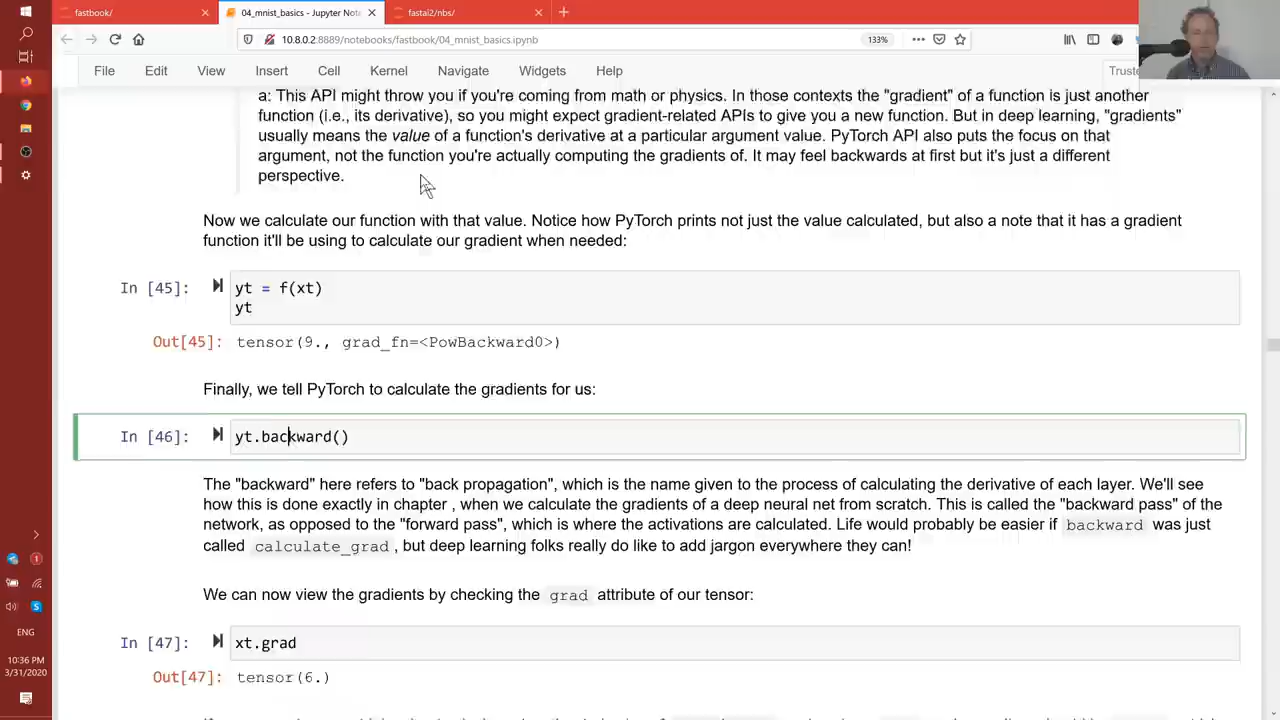 fastbook/
04_mnist_basics - Jupyter Not
fastai2/nbs/
10.8.0.2:8889/notebooks/fastbook/04_mnist_basics.ipynb
133%
File Edit View Insert Cell Kernel Navigate Widgets Help
Truste
a: This API might throw you if you're coming from math or physics. In those contexts the "gradient" of a function is just another
function (i.e., its derivative), so you might expect gradient-related APIs to give you a new function. But in deep learning, "gradients"
usually means the value of a function's derivative at a particular argument value. PyTorch API also puts the focus on that
argument, not the function you're actually computing the gradients of. It may feel backwards at first but it's just a different
perspective.
Now we calculate our function with that value. Notice how PyTorch prints not just the value calculated, but also a note that it has a gradient
function it'll be using to calculate our gradient when needed:
In [45]: yt = f(xt)
yt
Out[45]: tensor(9., grad_fn=<PowBackward0>)
Finally, we tell PyTorch to calculate the gradients for us:
In [46]: yt.backward()
The "backward" here refers to "back propagation", which is the name given to the process of calculating the derivative of each layer. We'll see
how this is done exactly in chapter , when we calculate the gradients of a deep neural net from scratch. This is called the "backward pass" of the
network, as opposed to the "forward pass", which is where the activations are calculated. Life would probably be easier if backward was just
called calculate_grad , but deep learning folks really do like to add jargon everywhere they can!
We can now view the gradients by checking the grad attribute of our tensor:
In [47]: xt.grad
Out[47]: tensor(6.)
ENG
10:36 PM
3/31/2020